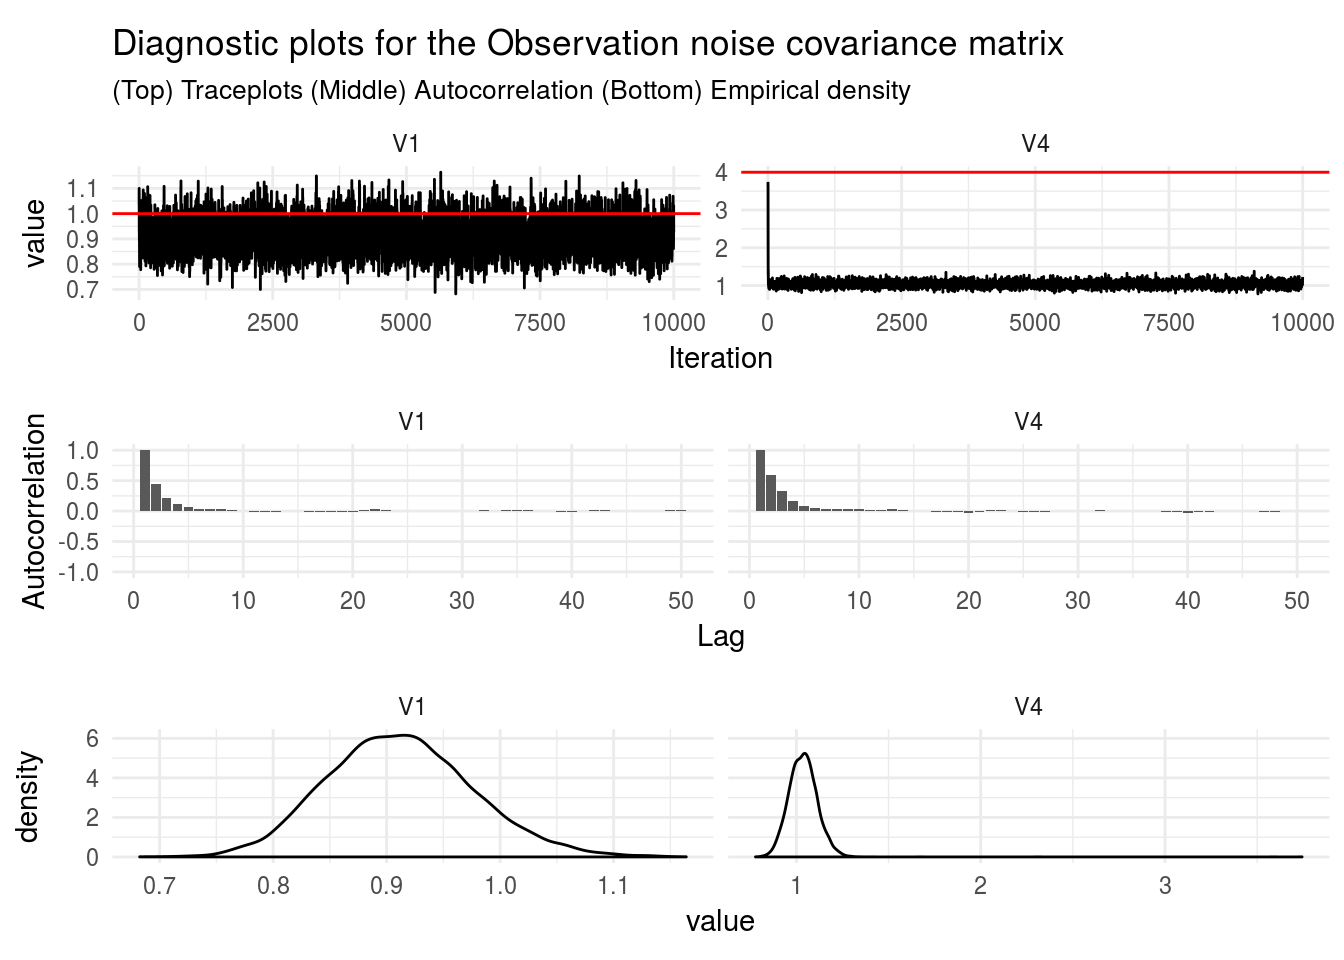 Diagnostic plots for the Observation noise covariance matrix
(Top) Traceplots (Middle) Autocorrelation (Bottom) Empirical density
V1 V4
value
1.1
1.0
0.9
0.8
0.7
4
3
2
1
0 2500 5000 7500 10000 0 2500 5000 7500 10000
Iteration
V1 V4
Autocorrelation
1.0
0.5
0.0
-0.5
-1.0
0 10 20 30 40 50 0 10 20 30 40 50
Lag
V1 V4
density
6
4
2
0
0.7 0.8 0.9 1.0 1.1 1 2 3
value